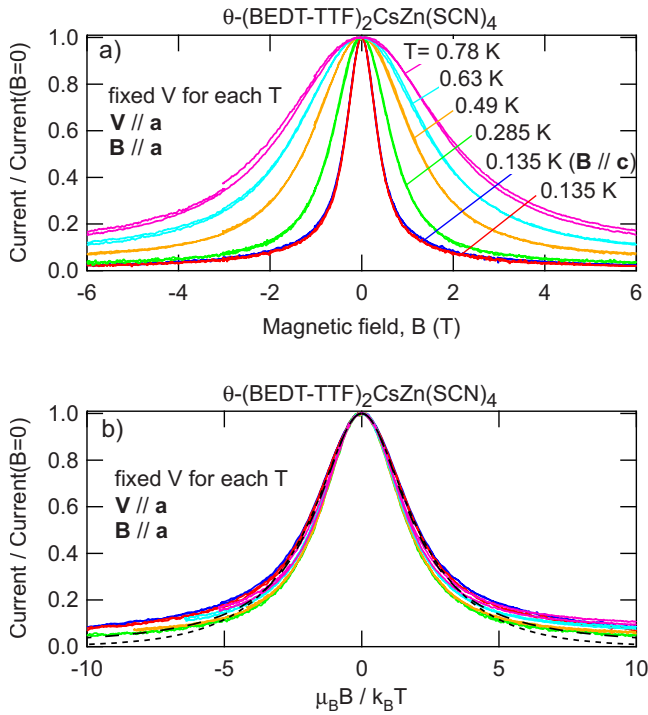 θ-(BEDT-TTF)₂CsZn(SCN)₄
a)
fixed V for each T
V // a
B // a
T= 0.78 K
0.63 K
0.49 K
0.285 K
0.135 K (B // c)
0.135 K
Current / Current(B=0)
1.0
0.8
0.6
0.4
0.2
0.0
-6 -4 -2 0 2 4 6
Magnetic field, B (T)
θ-(BEDT-TTF)₂CsZn(SCN)₄
b)
fixed V for each T
V // a
B // a
Current / Current(B=0)
1.0
0.8
0.6
0.4
0.2
0.0
-10 -5 0 5 10
μ_B B / k_B T